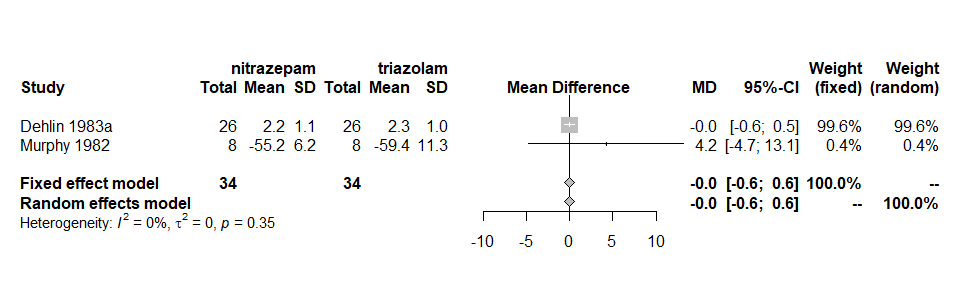 nitrazepam triazolam Weight Weight
Study Total Mean SD Total Mean SD Mean Difference MD 95%-CI (fixed) (random)
Dehlin 1983a 26 2.2 1.1 26 2.3 1.0 -0.0 [-0.6; 0.5] 99.6% 99.6%
Murphy 1982 8 -55.2 6.2 8 -59.4 11.3 4.2 [-4.7; 13.1] 0.4% 0.4%
Fixed effect model 34 34 -0.0 [-0.6; 0.6] 100.0% --
Random effects model -0.0 [-0.6; 0.6] -- 100.0%
Heterogeneity: I² = 0%, τ² = 0, p = 0.35
-10 -5 0 5 10